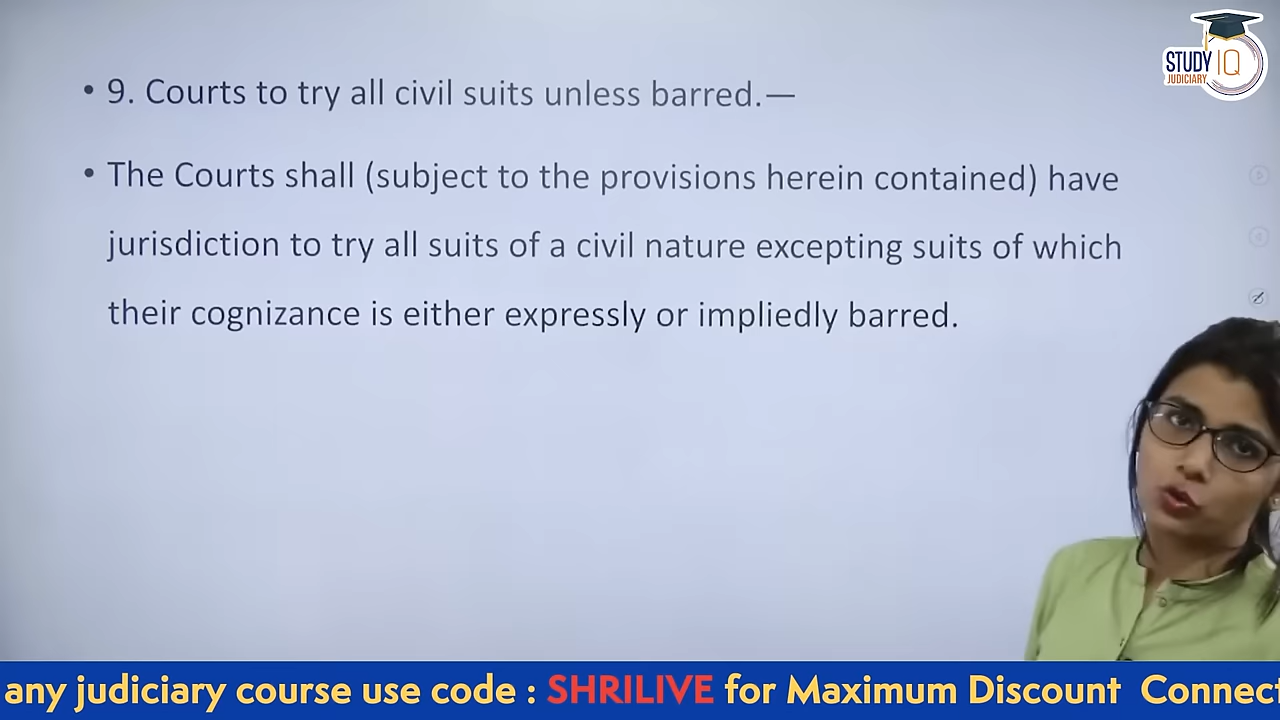 STUDY IQ
JUDICIARY
• 9. Courts to try all civil suits unless barred.—
• The Courts shall (subject to the provisions herein contained) have
jurisdiction to try all suits of a civil nature excepting suits of which
their cognizance is either expressly or impliedly barred.
any judiciary course use code : SHRILIVE for Maximum Discount Connect